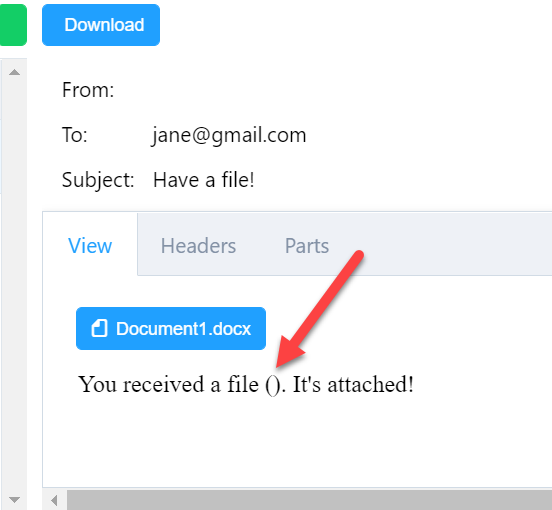 Download
From:
To: jane@gmail.com
Subject: Have a file!
View Headers Parts
Document1.docx
You received a file (). It's attached!